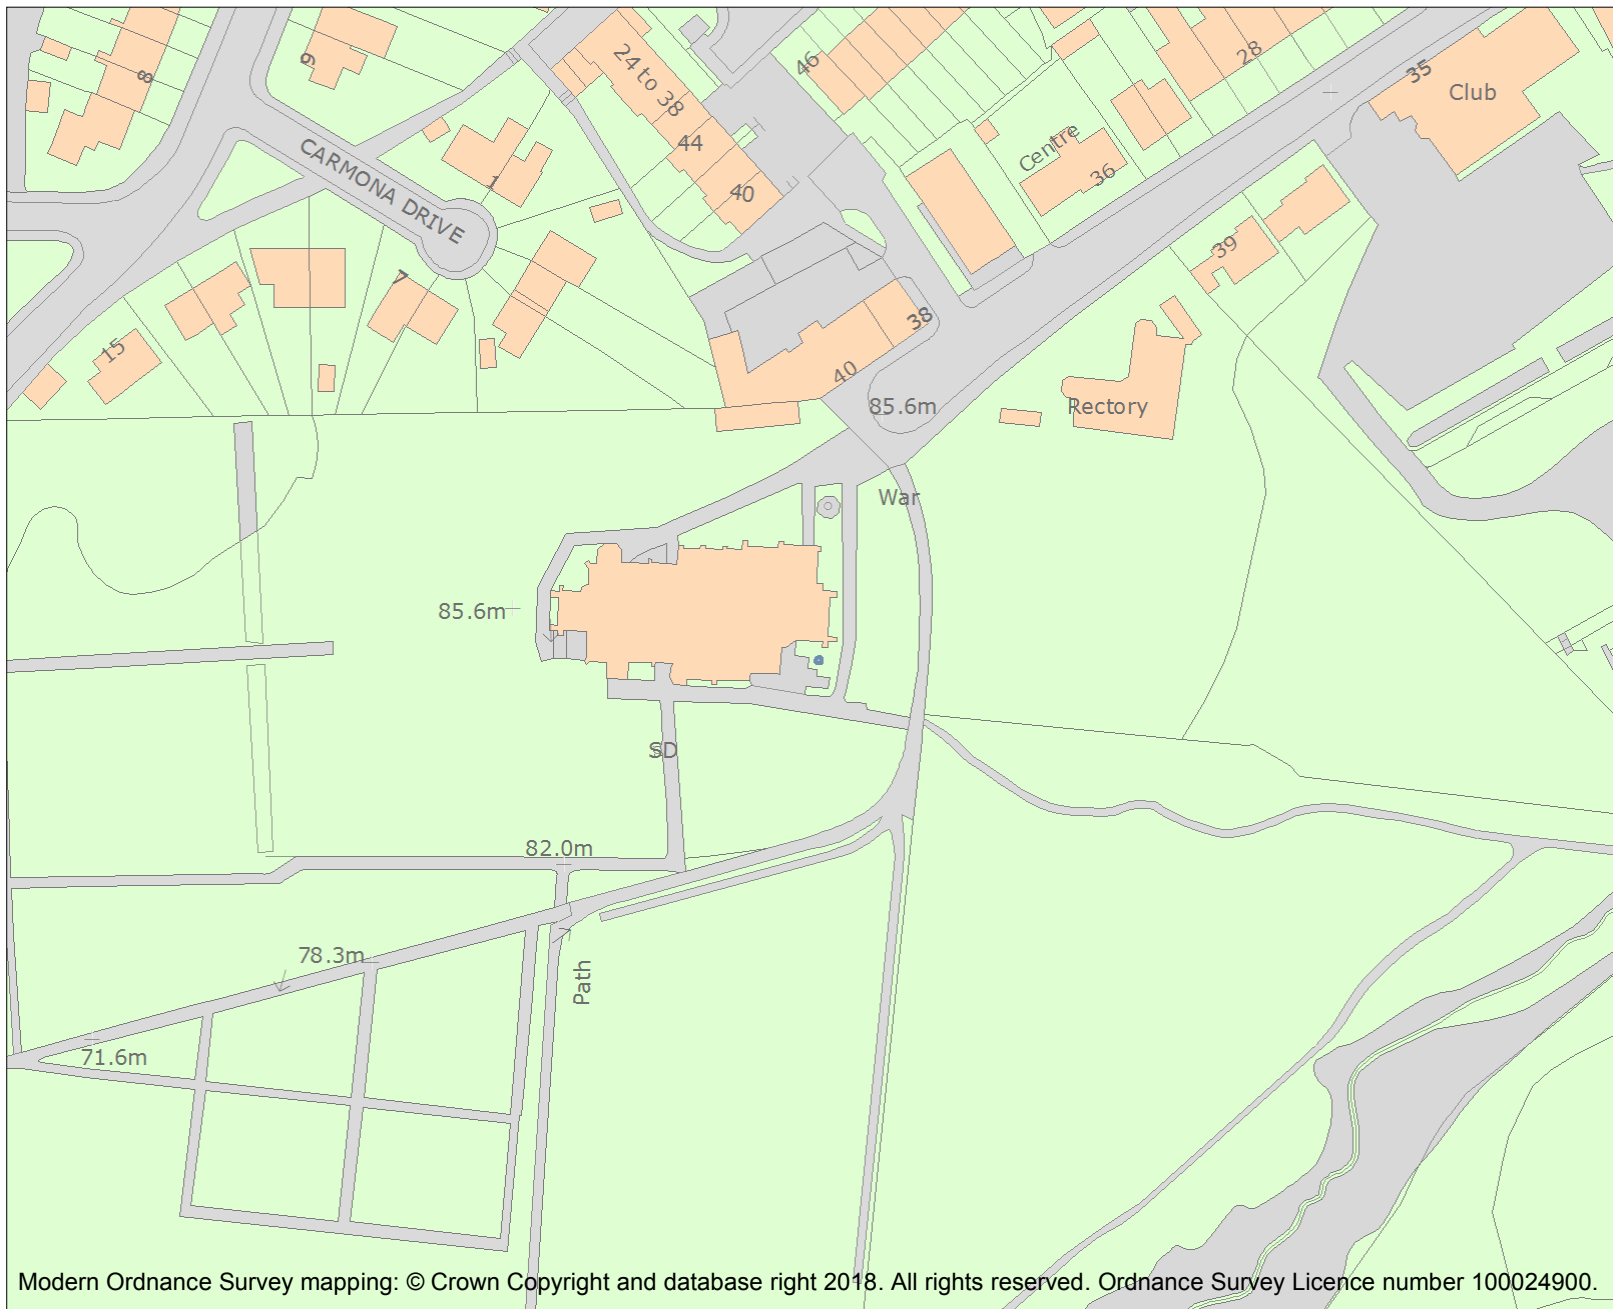 8
9
24 to 38
46
28
35
Club
44
Centre
36
40
CARMONA DRIVE
1
39
7
38
15
40
85.6m
Rectory
War
85.6m
SD
82.0m
78.3m
Path
71.6m
Modern Ordnance Survey mapping: © Crown Copyright and database right 2018. All rights reserved. Ordnance Survey Licence number 100024900.